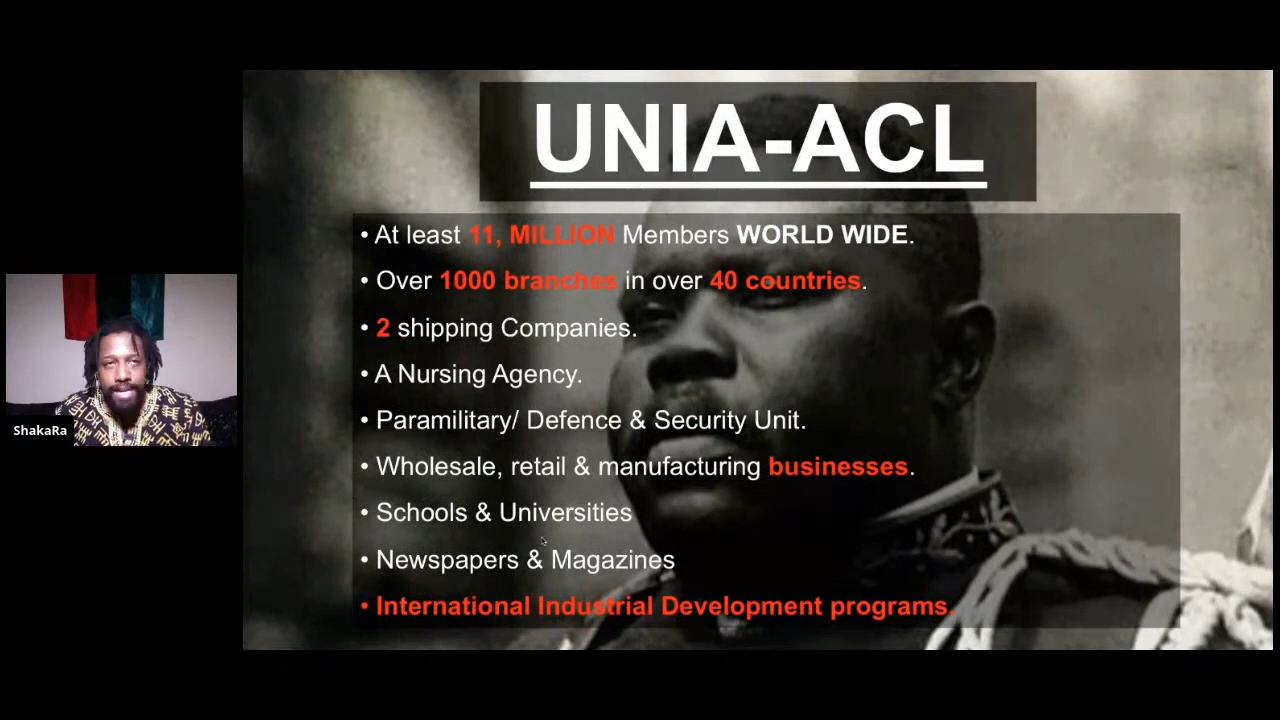 UNIA-ACL
• At least 11, MILLION Members WORLD WIDE.
• Over 1000 branches in over 40 countries.
• 2 shipping Companies.
• A Nursing Agency.
• Paramilitary/ Defence & Security Unit.
• Wholesale, retail & manufacturing businesses.
• Schools & Universities
• Newspapers & Magazines
• International Industrial Development programs.
ShakaRa